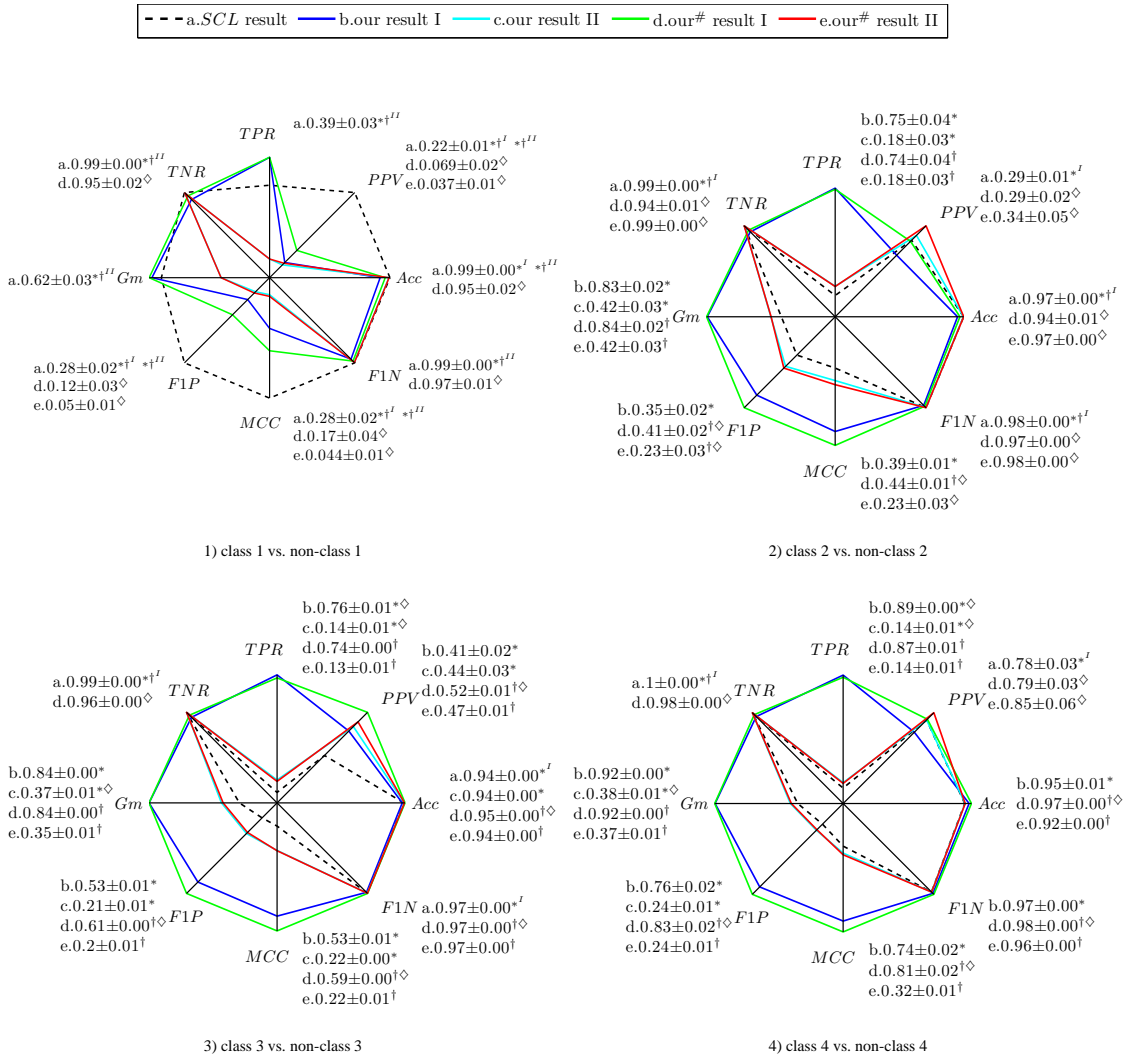 a.SCL result b.our result I c.our result II d.our# result I e.our# result II
TPR
a.0.39±0.03*†^II
PPV
a.0.22±0.01*†^I *†^II
d.0.069±0.02◇
e.0.037±0.01◇
TNR
a.0.99±0.00*†^II
d.0.95±0.02◇
Gm
a.0.62±0.03*†^II
Acc
a.0.99±0.00*^I *†^II
d.0.95±0.02◇
F1P
a.0.28±0.02*†^I *†^II
d.0.12±0.03◇
e.0.05±0.01◇
MCC
a.0.28±0.02*†^I *†^II
d.0.17±0.04◇
e.0.044±0.01◇
F1N
a.0.99±0.00*†^II
d.0.97±0.01◇
1) class 1 vs. non-class 1
TPR
b.0.75±0.04*
c.0.18±0.03*
d.0.74±0.04†
e.0.18±0.03†
PPV
a.0.29±0.01*^I
d.0.29±0.02◇
e.0.34±0.05◇
TNR
a.0.99±0.00*†^I
d.0.94±0.01◇
e.0.99±0.00◇
Gm
b.0.83±0.02*
c.0.42±0.03*
d.0.84±0.02†
e.0.42±0.03†
Acc
a.0.97±0.00*†^I
d.0.94±0.01◇
e.0.97±0.00◇
F1P
b.0.35±0.02*
d.0.41±0.02†◇
e.0.23±0.03†◇
MCC
b.0.39±0.01*
d.0.44±0.01†◇
e.0.23±0.03◇
F1N
a.0.98±0.00*†^I
d.0.97±0.00◇
e.0.98±0.00◇
2) class 2 vs. non-class 2
TPR
b.0.76±0.01*◇
c.0.14±0.01*◇
d.0.74±0.00†
e.0.13±0.01†
PPV
b.0.41±0.02*
c.0.44±0.03*
d.0.52±0.01†◇
e.0.47±0.01†
TNR
a.0.99±0.00*†^I
d.0.96±0.00◇
Gm
b.0.84±0.00*
c.0.37±0.01*◇
d.0.84±0.00†
e.0.35±0.01†
Acc
a.0.94±0.00*^I
c.0.94±0.00*
d.0.95±0.00†◇
e.0.94±0.00†
F1P
b.0.53±0.01*
c.0.21±0.01*
d.0.61±0.00†◇
e.0.2±0.01†
MCC
b.0.53±0.01*
c.0.22±0.00*
d.0.59±0.00†◇
e.0.22±0.01†
F1N
a.0.97±0.00*^I
d.0.97±0.00†◇
e.0.97±0.00†
3) class 3 vs. non-class 3
TPR
b.0.89±0.00*◇
c.0.14±0.01*◇
d.0.87±0.01†
e.0.14±0.01†
PPV
a.0.78±0.03*^I
d.0.79±0.03◇
e.0.85±0.06◇
TNR
a.1±0.00*†^I
d.0.98±0.00◇
Gm
b.0.92±0.00*
c.0.38±0.01*◇
d.0.92±0.00†
e.0.37±0.01†
Acc
b.0.95±0.01*
d.0.97±0.00†◇
e.0.92±0.00†
F1P
b.0.76±0.02*
c.0.24±0.01*
d.0.83±0.02†◇
e.0.24±0.01†
MCC
b.0.74±0.02*
d.0.81±0.02†◇
e.0.32±0.01†
F1N
b.0.97±0.00*
d.0.98±0.00†◇
e.0.96±0.00†
4) class 4 vs. non-class 4